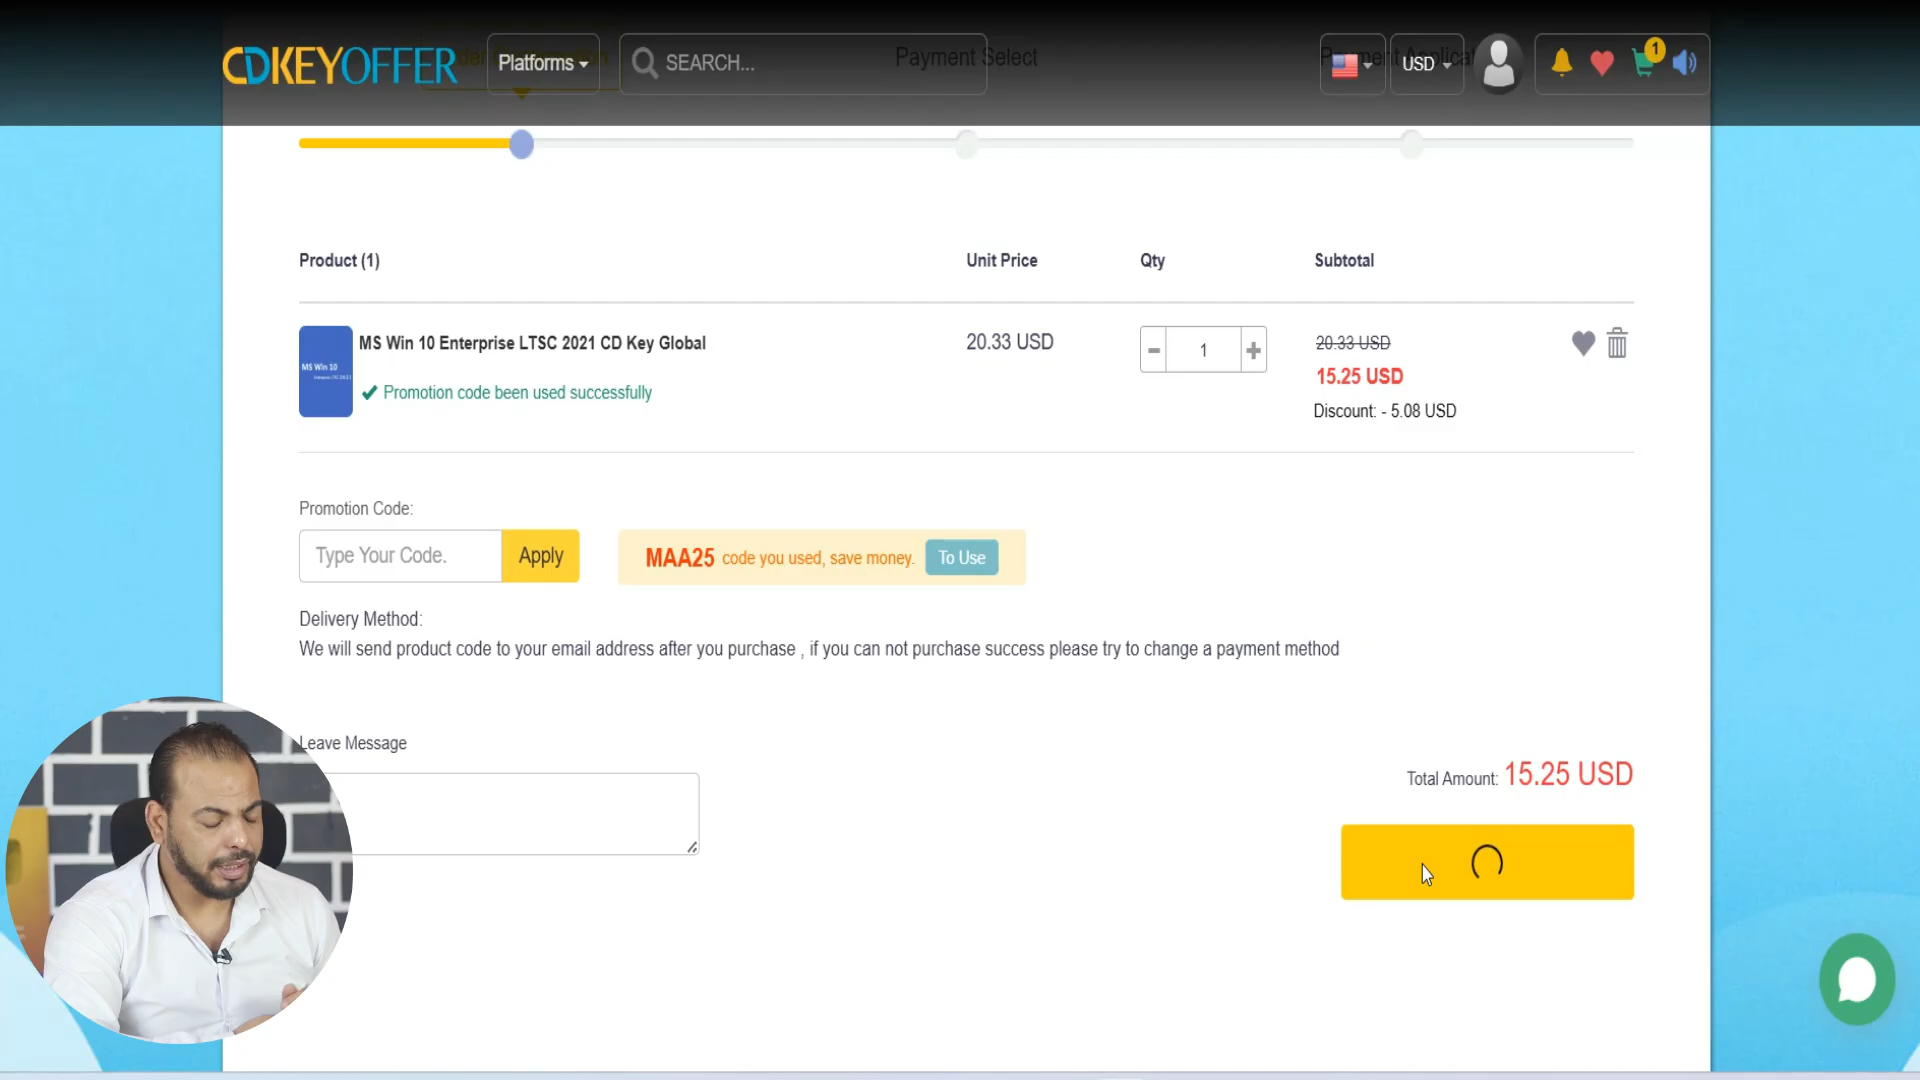 CDKEYOFFER
Platforms
SEARCH...
Payment Select
USD
1
Product (1)
Unit Price
Qty
Subtotal
MS Win 10
MS Win 10 Enterprise LTSC 2021 CD Key Global
20.33 USD
1
20.33 USD
Promotion code been used successfully
15.25 USD
Discount: - 5.08 USD
Promotion Code:
Type Your Code.
Apply
MAA25 code you used, save money.
To Use
Delivery Method:
We will send product code to your email address after you purchase , if you can not purchase success please try to change a payment method
Leave Message
Total Amount: 15.25 USD